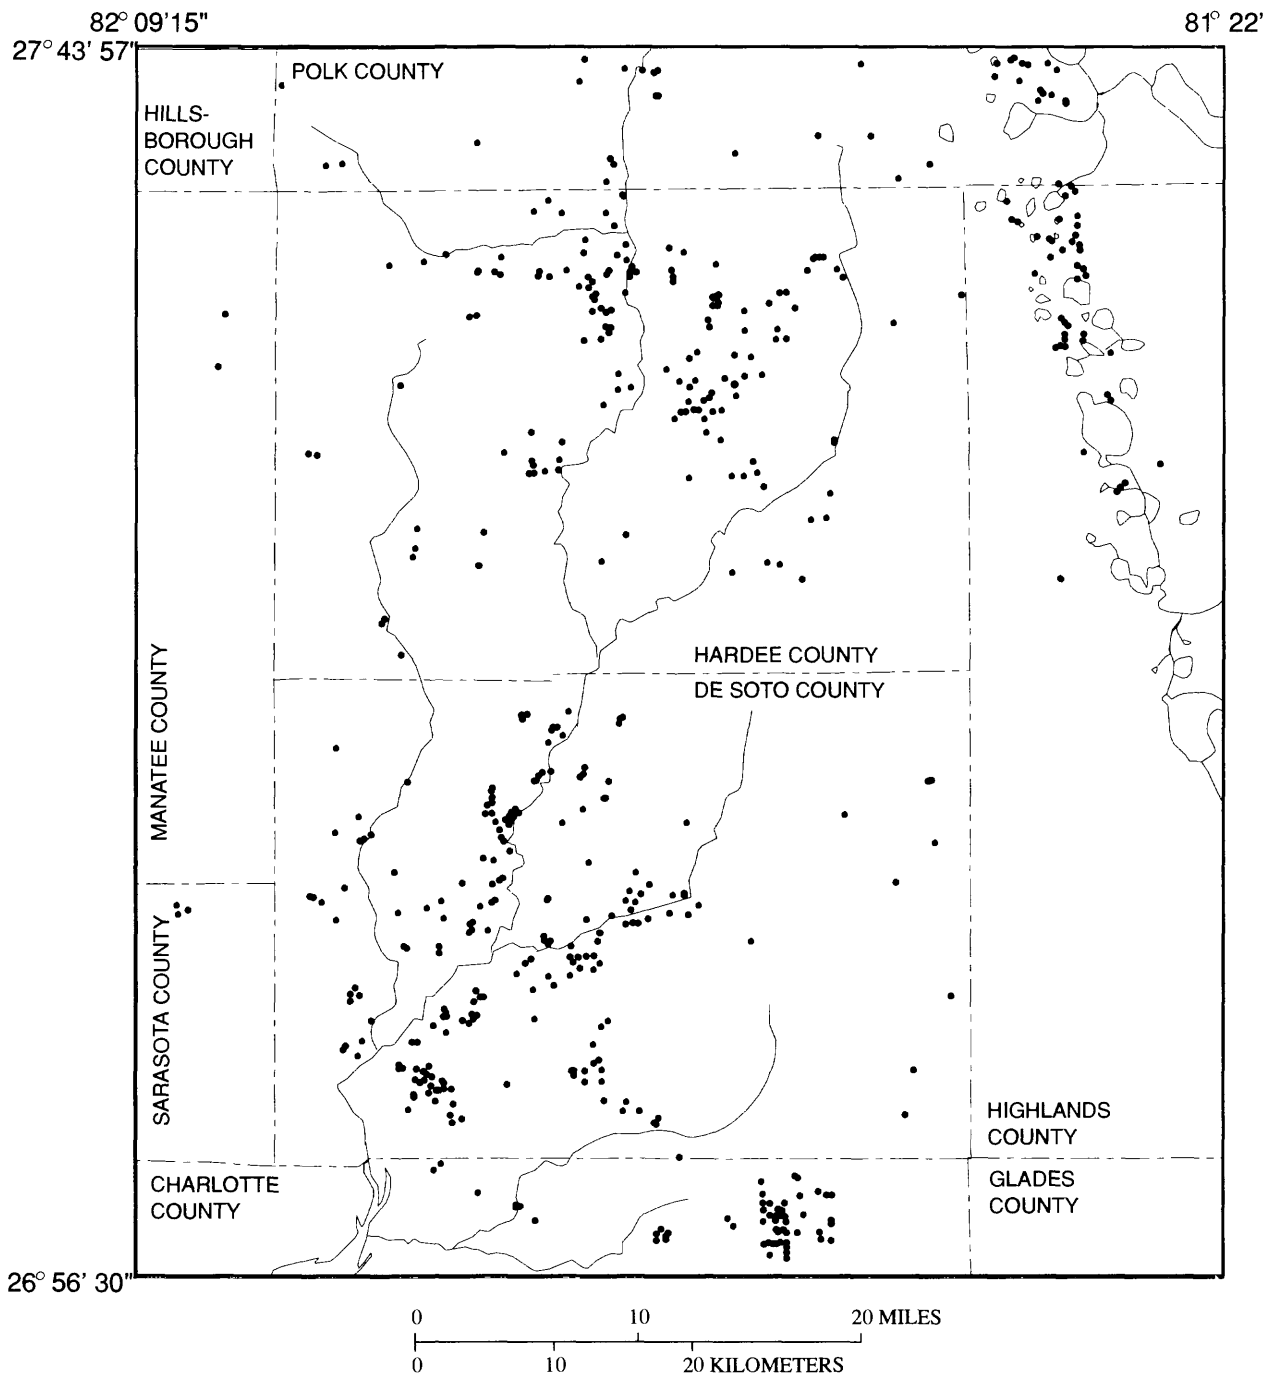 82° 09'15"
81° 22'
27° 43' 57"
POLK COUNTY
HILLS-
BOROUGH
COUNTY
HARDEE COUNTY
DE SOTO COUNTY
MANATEE COUNTY
SARASOTA COUNTY
HIGHLANDS
COUNTY
CHARLOTTE
COUNTY
GLADES
COUNTY
26° 56' 30"
0 10 20 MILES
0 10 20 KILOMETERS